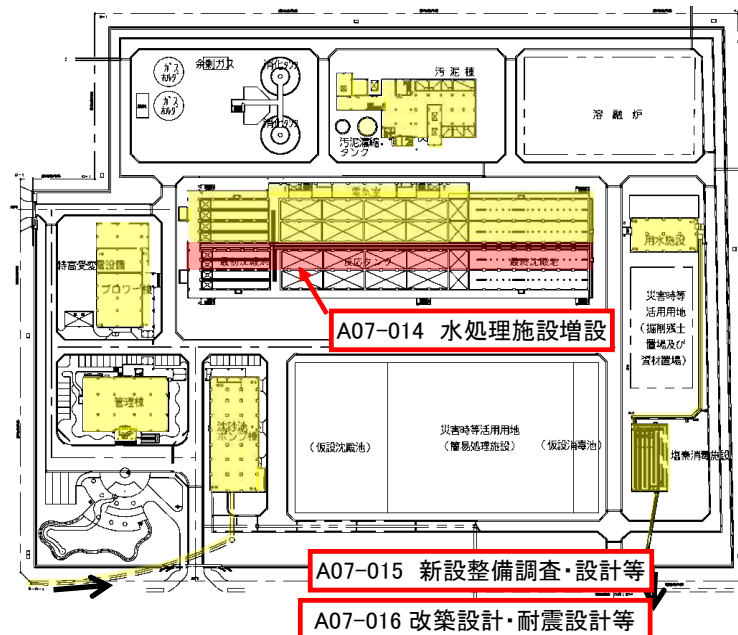 ガス
ホルダ
余剰ガス
消化タンク
ガス
ホルダ
消化タンク
汚泥棟
汚泥濃縮・
タンク
溶融炉
電気室
用水施設
特高受変電設備
ブロワー棟
最初沈殿池
反応タンク
最終沈殿池
災害時等
活用用地
(掘削残土
置場及び
資材置場)
A07-014 水処理施設増設
管理棟
沈砂池・
ポンプ棟
(仮設沈殿池)
災害時等活用用地
(簡易処理施設)
(仮設消毒池)
塩素消毒施設
A07-015 新設整備調査・設計等
A07-016 改築設計・耐震設計等